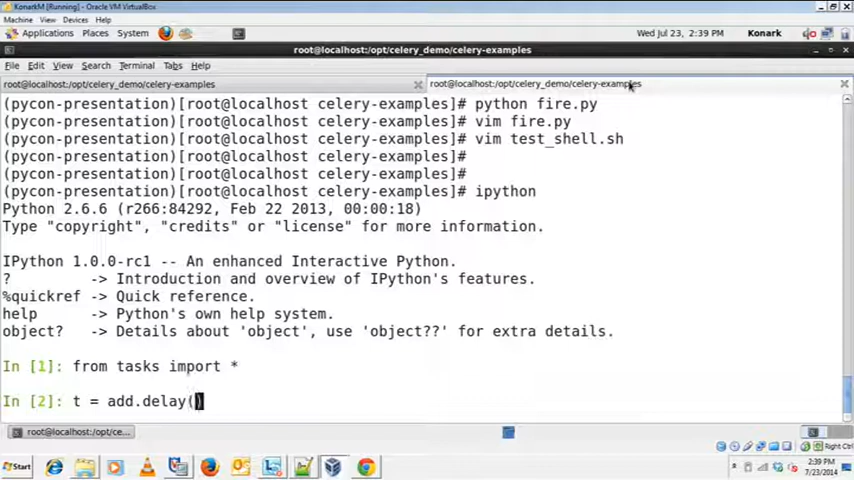 KonarkM [Running] - Oracle VM VirtualBox
Machine View Devices Help
Applications Places System Wed Jul 23, 2:39 PM Konark
root@localhost:/opt/celery_demo/celery-examples
File Edit View Search Terminal Tabs Help
root@localhost:/opt/celery_demo/celery-examples root@localhost:/opt/celery_demo/celery-examples
(pycon-presentation)[root@localhost celery-examples]# python fire.py
(pycon-presentation)[root@localhost celery-examples]# vim fire.py
(pycon-presentation)[root@localhost celery-examples]# vim test_shell.sh
(pycon-presentation)[root@localhost celery-examples]#
(pycon-presentation)[root@localhost celery-examples]#
(pycon-presentation)[root@localhost celery-examples]# ipython
Python 2.6.6 (r266:84292, Feb 22 2013, 00:00:18)
Type "copyright", "credits" or "license" for more information.
IPython 1.0.0-rc1 -- An enhanced Interactive Python.
? -> Introduction and overview of IPython's features.
%quickref -> Quick reference.
help -> Python's own help system.
object? -> Details about 'object', use 'object??' for extra details.
In [1]: from tasks import *
In [2]: t = add.delay()
root@localhost:/opt/ce...
Right Ctrl
Start 2:39 PM
7/23/2014